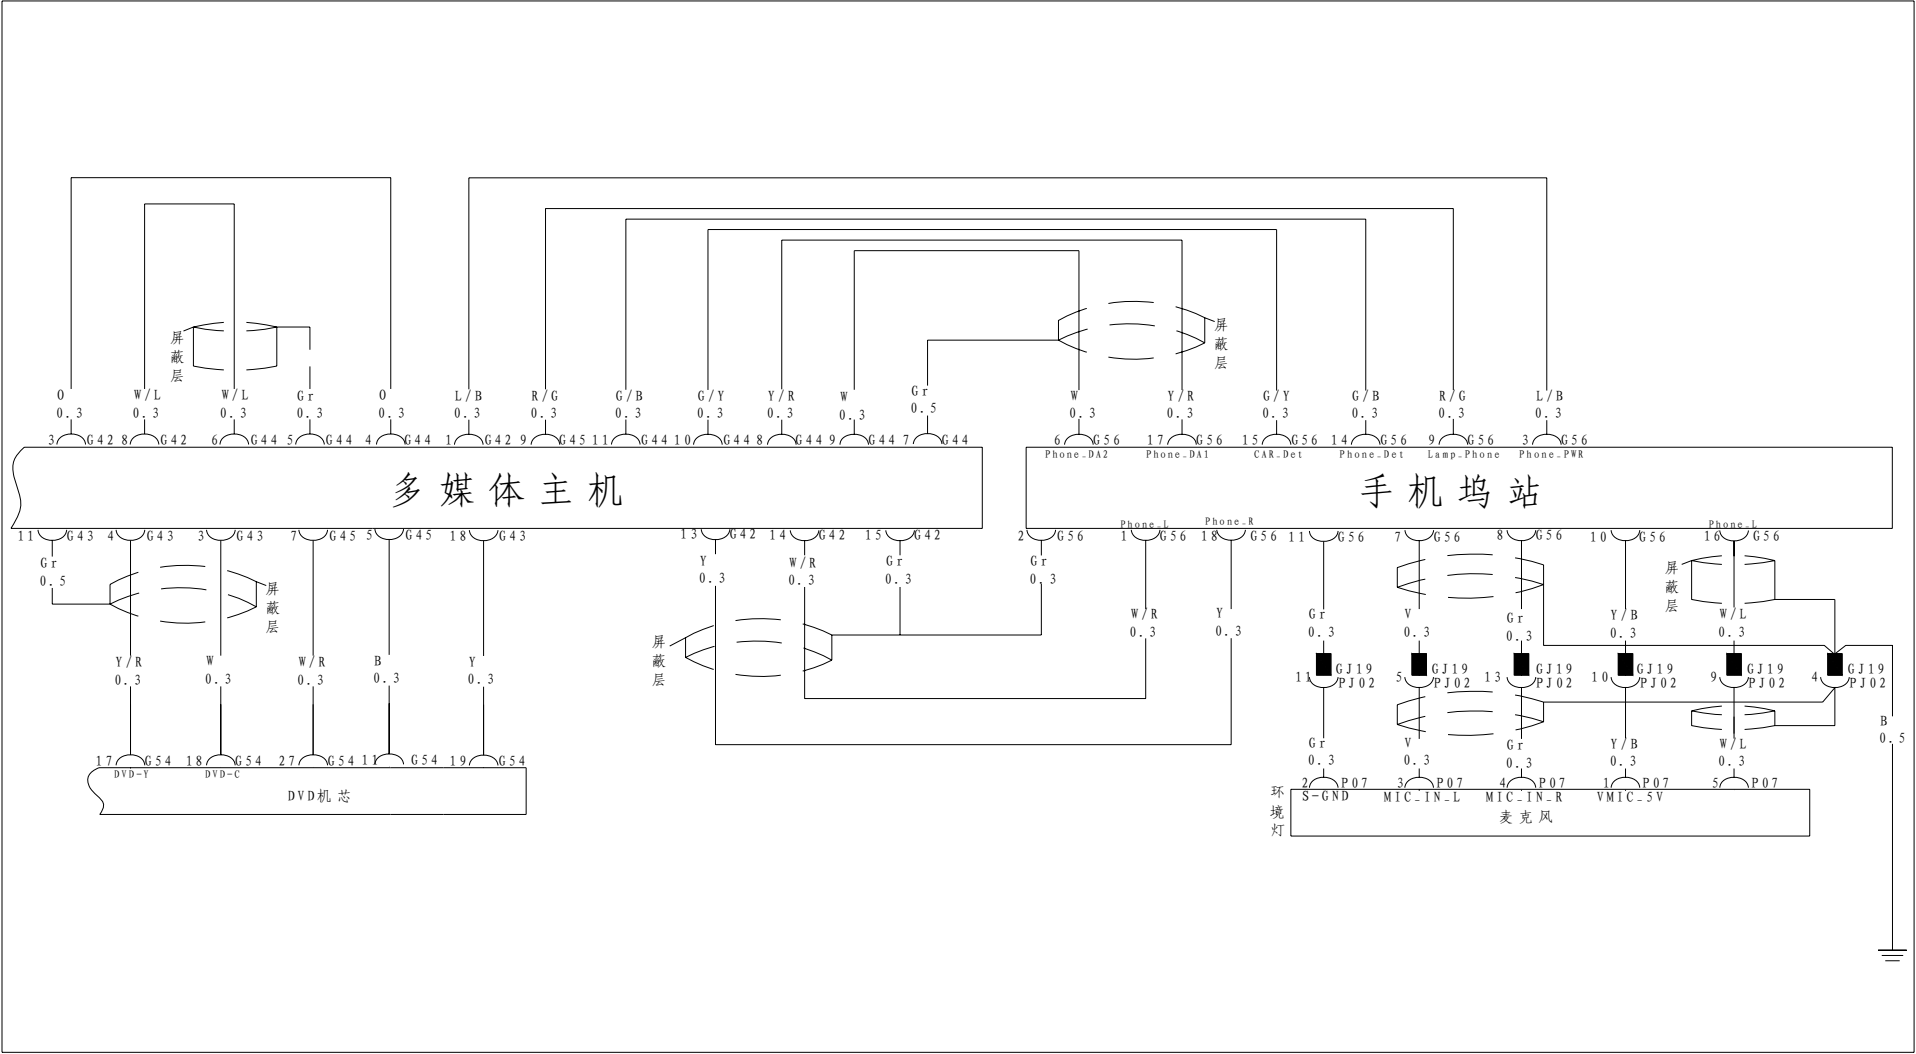 屏蔽层
屏蔽层
O W/L W/L Gr O L/B R/G G/B G/Y Y/R W Gr W Y/R G/Y G/B R/G L/B
0.3 0.3 0.3 0.3 0.3 0.3 0.3 0.3 0.3 0.3 0.3 0.5 0.3 0.3 0.3 0.3 0.3 0.3
3 G42 8 G42 6 G44 5 G44 4 G44 1 G42 9 G45 11 G44 10 G44 8 G44 9 G44 7 G44 6 G56 17 G56 15 G56 14 G56 9 G56 3 G56
Phone_DA2 Phone_DA1 CAR_Det Phone_Det Lamp_Phone Phone_PWR
多媒体主机 手机坞站
Phone_L Phone_R Phone_L
11 G43 4 G43 3 G43 7 G45 5 G45 18 G43 13 G42 14 G42 15 G42 2 G56 1 G56 18 G56 11 G56 7 G56 8 G56 10 G56 16 G56
Gr Y W/R Gr Gr
0.5 0.3 0.3 0.3 0.3
屏蔽层
屏蔽层
屏蔽层
W/R Y Gr V Gr Y/B W/L
0.3 0.3 0.3 0.3 0.3 0.3 0.3
Y/R W W/R B Y
0.3 0.3 0.3 0.3 0.3
GJ19 GJ19 GJ19 GJ19 GJ19
11 PJ02 5 PJ02 13 PJ02 10 PJ02 9 PJ02 4 PJ02
B
0.5
Gr V Gr Y/B W/L
0.3 0.3 0.3 0.3 0.3
17 G54 18 G54 27 G54 11 G54 19 G54
DVD-Y DVD-C
DVD机芯
2 P07 3 P07 4 P07 1 P07 5 P07
S-GND MIC_IN_L MIC_IN_R VMIC_5V
环境灯
麦克风